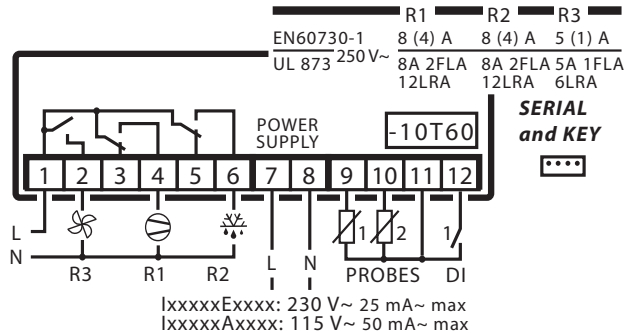 R1 R2 R3
EN60730-1 250 V~ 8 (4) A 8 (4) A 5 (1) A
UL 873 8A 2FLA 8A 2FLA 5A 1FLA
12LRA 12LRA 6LRA
SERIAL
and KEY
POWER
SUPPLY
-10T60
1 2 3 4 5 6 7 8 9 10 11 12
L
N
1 2 1
R3 R1 R2 L N PROBES DI
IxxxxxExxxx: 230 V~ 25 mA~ max
IxxxxxAxxxx: 115 V~ 50 mA~ max